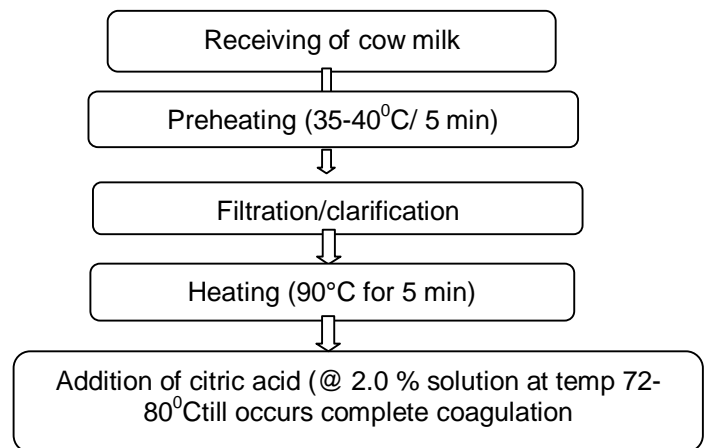 Receiving of cow milk
Preheating (35-40⁰C/ 5 min)
Filtration/clarification
Heating (90°C for 5 min)
Addition of citric acid (@ 2.0 % solution at temp 72-
80⁰Ctill occurs complete coagulation